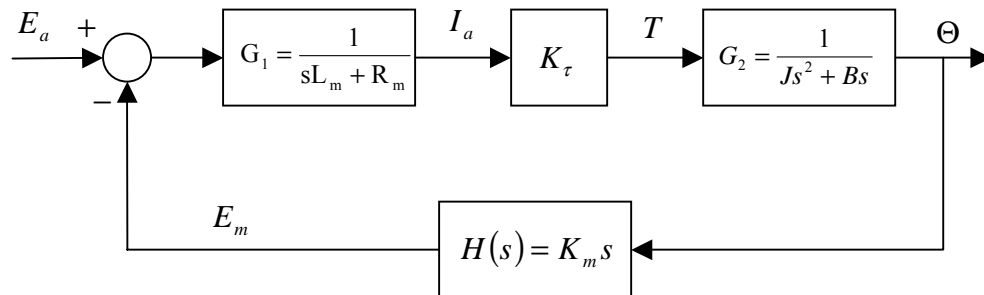 E_a + G_1 = 1/(sL_m + R_m) I_a K_τ T G_2 = 1/(Js^2 + Bs) Θ
−
E_m H(s) = K_m s